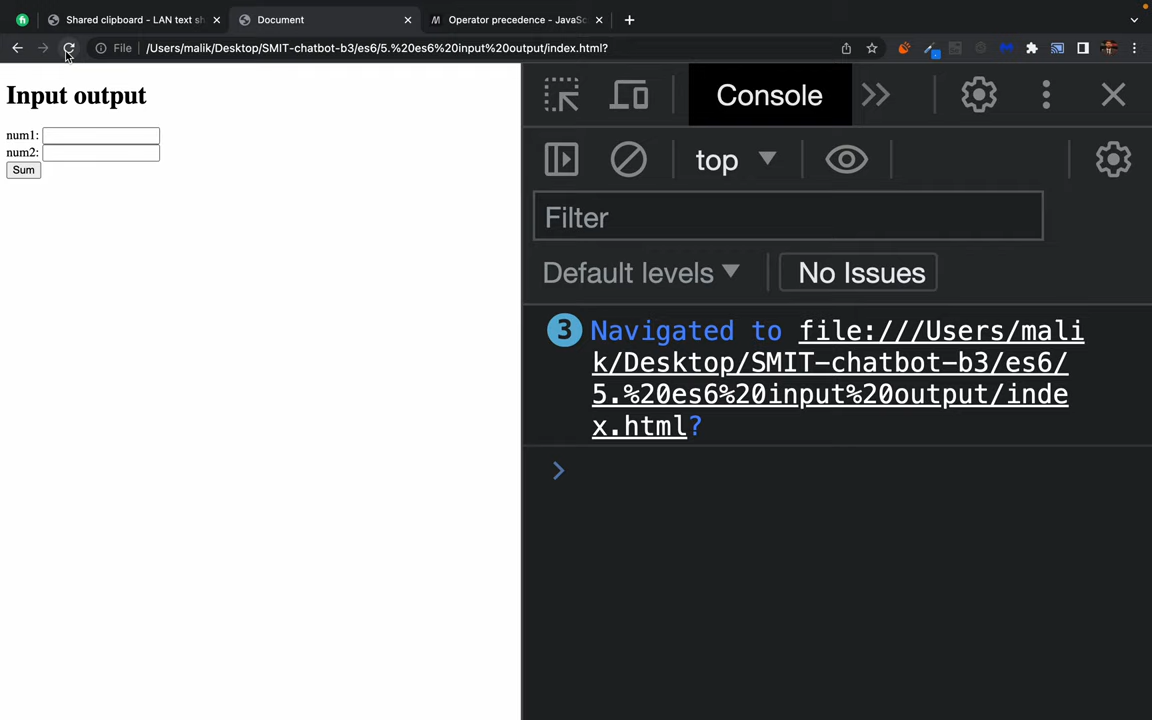 Shared clipboard - LAN text sh
Document
Operator precedence - JavaSc
File
/Users/malik/Desktop/SMIT-chatbot-b3/es6/5.%20es6%20input%20output/index.html?
Input output
num1:
num2:
Sum
Console
top
Filter
Default levels
No Issues
3 Navigated to file:///Users/mali
k/Desktop/SMIT-chatbot-b3/es6/
5.%20es6%20input%20output/inde
x.html?